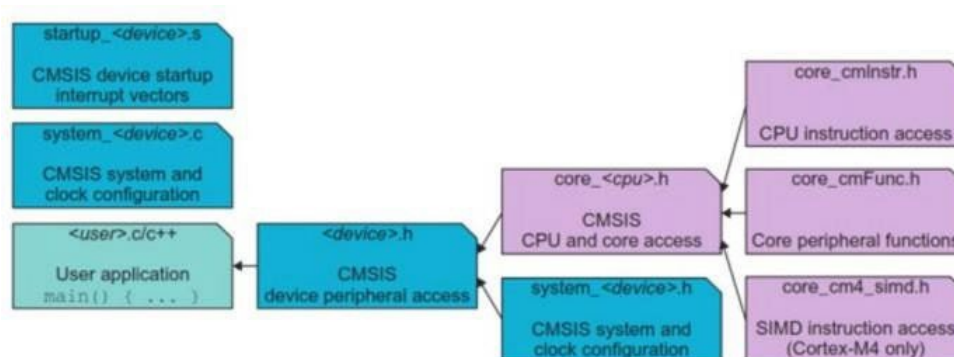 startup_<device>.s
CMSIS device startup
interrupt vectors
system_<device>.c
CMSIS system and
clock configuration
<user>.c/c++
User application
main() { ... }
<device>.h
CMSIS
device peripheral access
core_<cpu>.h
CMSIS
CPU and core access
system_<device>.h
CMSIS system and
clock configuration
core_cmInstr.h
CPU instruction access
core_cmFunc.h
Core peripheral functions
core_cm4_simd.h
SIMD instruction access
(Cortex-M4 only)